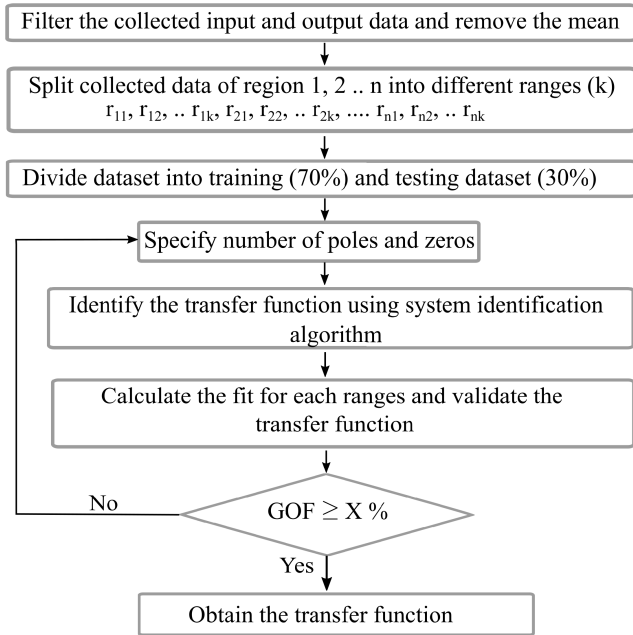 Filter the collected input and output data and remove the mean
Split collected data of region 1, 2 .. n into different ranges (k)
r₁₁, r₁₂, .. r₁ₖ, r₂₁, r₂₂, .. r₂ₖ, .... rₙ₁, rₙ₂, .. rₙₖ
Divide dataset into training (70%) and testing dataset (30%)
Specify number of poles and zeros
Identify the transfer function using system identification
algorithm
Calculate the fit for each ranges and validate the
transfer function
No
GOF ≥ X %
Yes
Obtain the transfer function